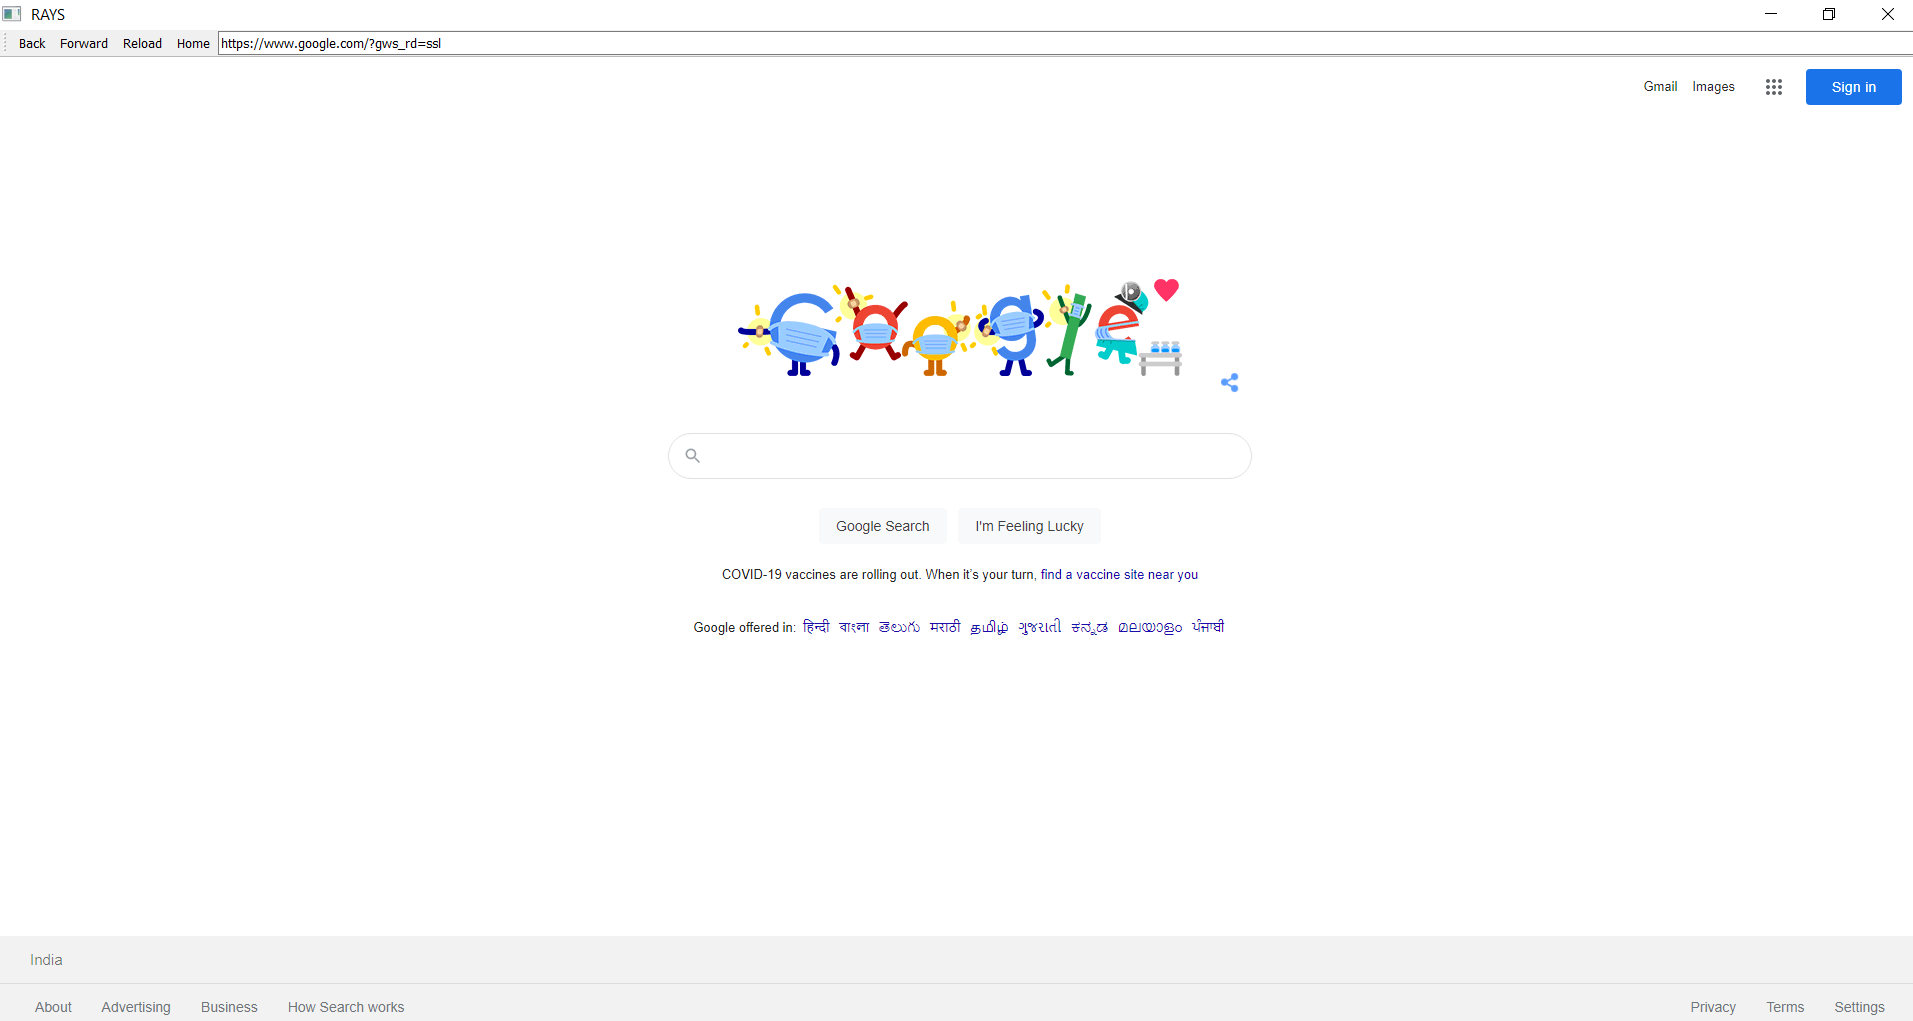 RAYS
Back Forward Reload Home https://www.google.com/?gws_rd=ssl
Gmail Images Sign in
Google
Google Search I'm Feeling Lucky
COVID-19 vaccines are rolling out. When it's your turn, find a vaccine site near you
Google offered in: हिन्दी বাংলা తెలుగు मराठी தமிழ் ગુજરાતી ಕನ್ನಡ മലയാളം ਪੰਜਾਬੀ
India
About Advertising Business How Search works Privacy Terms Settings